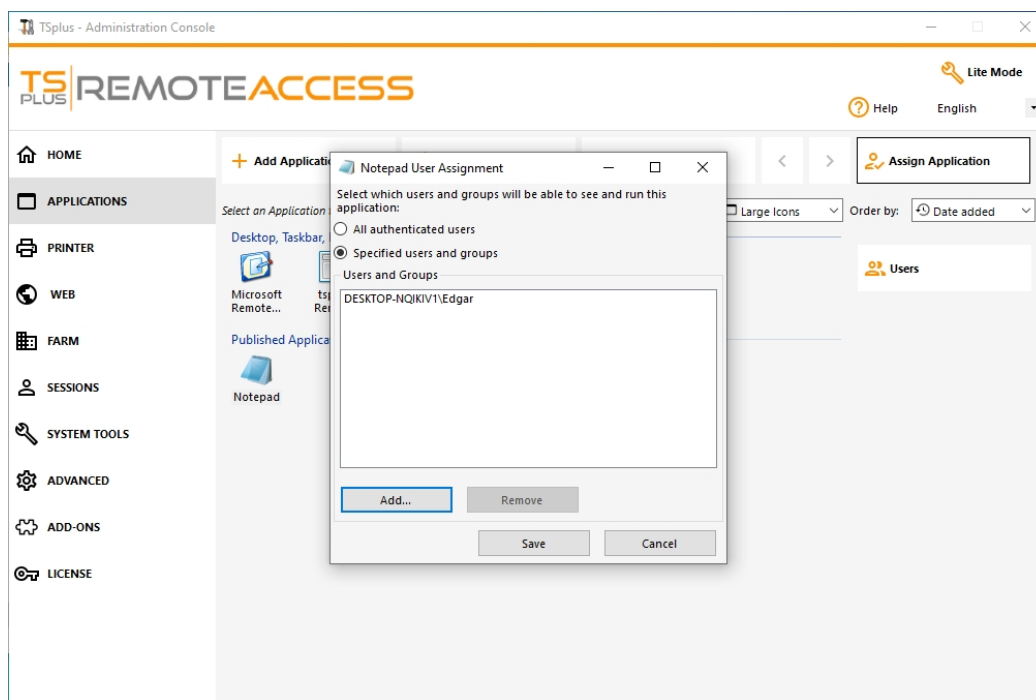 TSplus - Administration Console
TS PLUS REMOTEACCESS
Lite Mode
Help
English
HOME
APPLICATIONS
PRINTER
WEB
FARM
SESSIONS
SYSTEM TOOLS
ADVANCED
ADD-ONS
LICENSE
Add
Assign Application
Select an Application
Large Icons
Order by:
Date added
Desktop, Taskbar,
Microsoft
Remote...
Users
Published
Notepad
Notepad User Assignment
Select which users and groups will be able to see and run this
application:
All authenticated users
Specified users and groups
Users and Groups
DESKTOP-NQIKIV1\Edgar
Add...
Remove
Save
Cancel